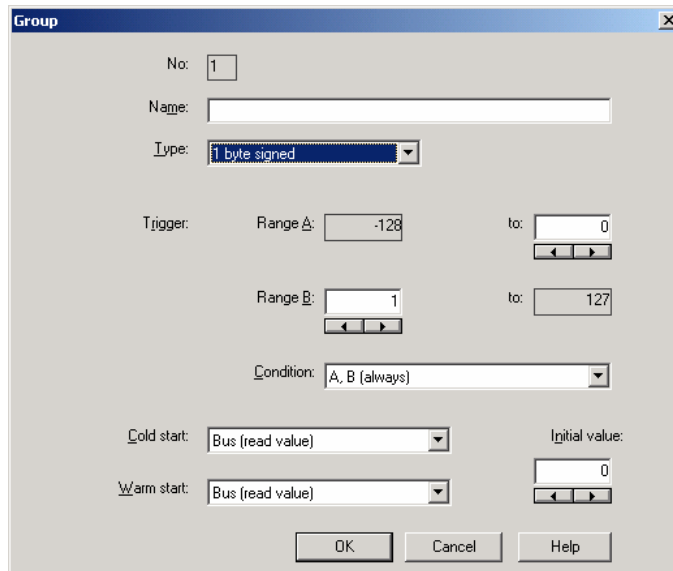 Group
No: 1
Name:
Type: 1 byte signed
Trigger: Range A: -128 to: 0
Range B: 1 to: 127
Condition: A, B (always)
Cold start: Bus (read value) Initial value:
0
Warm start: Bus (read value)
OK Cancel Help